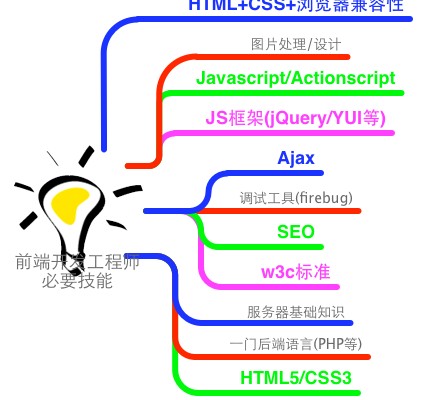 HTML+CSS+浏览器兼容性
图片处理/设计
Javascript/Actionscript
JS框架(jQuery/YUI等)
Ajax
调试工具(firebug)
SEO
w3c标准
服务器基础知识
一门后端语言(PHP等)
HTML5/CSS3
前端开发工程师
必要技能